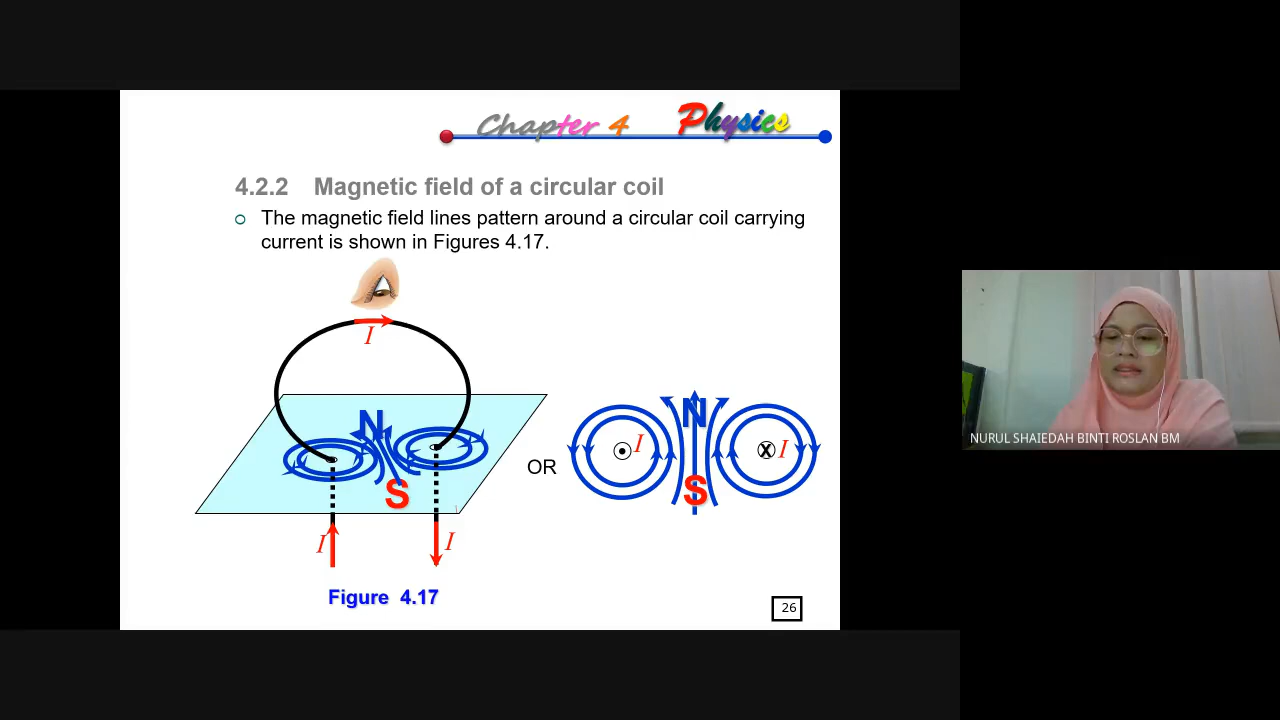 Chapter 4 Physics
4.2.2 Magnetic field of a circular coil
The magnetic field lines pattern around a circular coil carrying
current is shown in Figures 4.17.
I
N
S
I
I
OR
I
N
S
X
I
Figure 4.17
26
NURUL SHAIEDAH BINTI ROSLAN BM